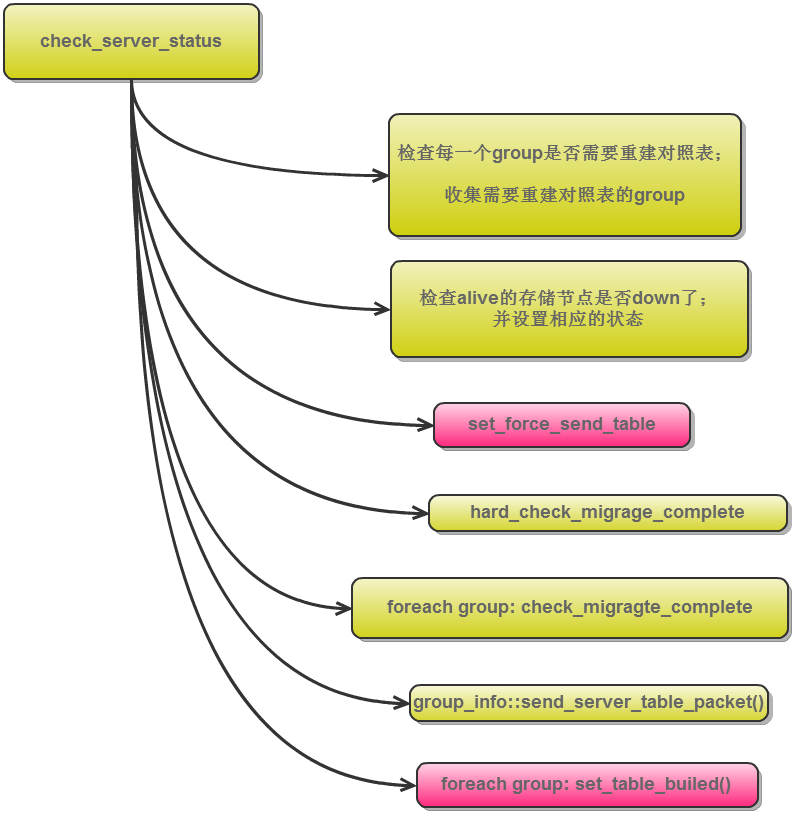 check_server_status
检查每一个group是否需要重建对照表；
收集需要重建对照表的group
检查alive的存储节点是否down了；
并设置相应的状态
set_force_send_table
hard_check_migrage_complete
foreach group: check_migragte_complete
group_info::send_server_table_packet()
foreach group: set_table_builed()